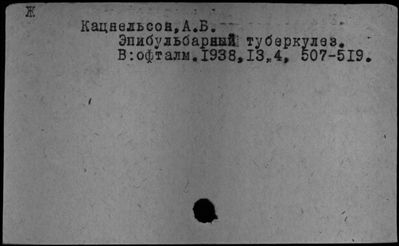 Ж
Кацнельсон,А.Б.
Эпибульбарный туберкулез.
В:офталм.1938,13,4, 507-519.